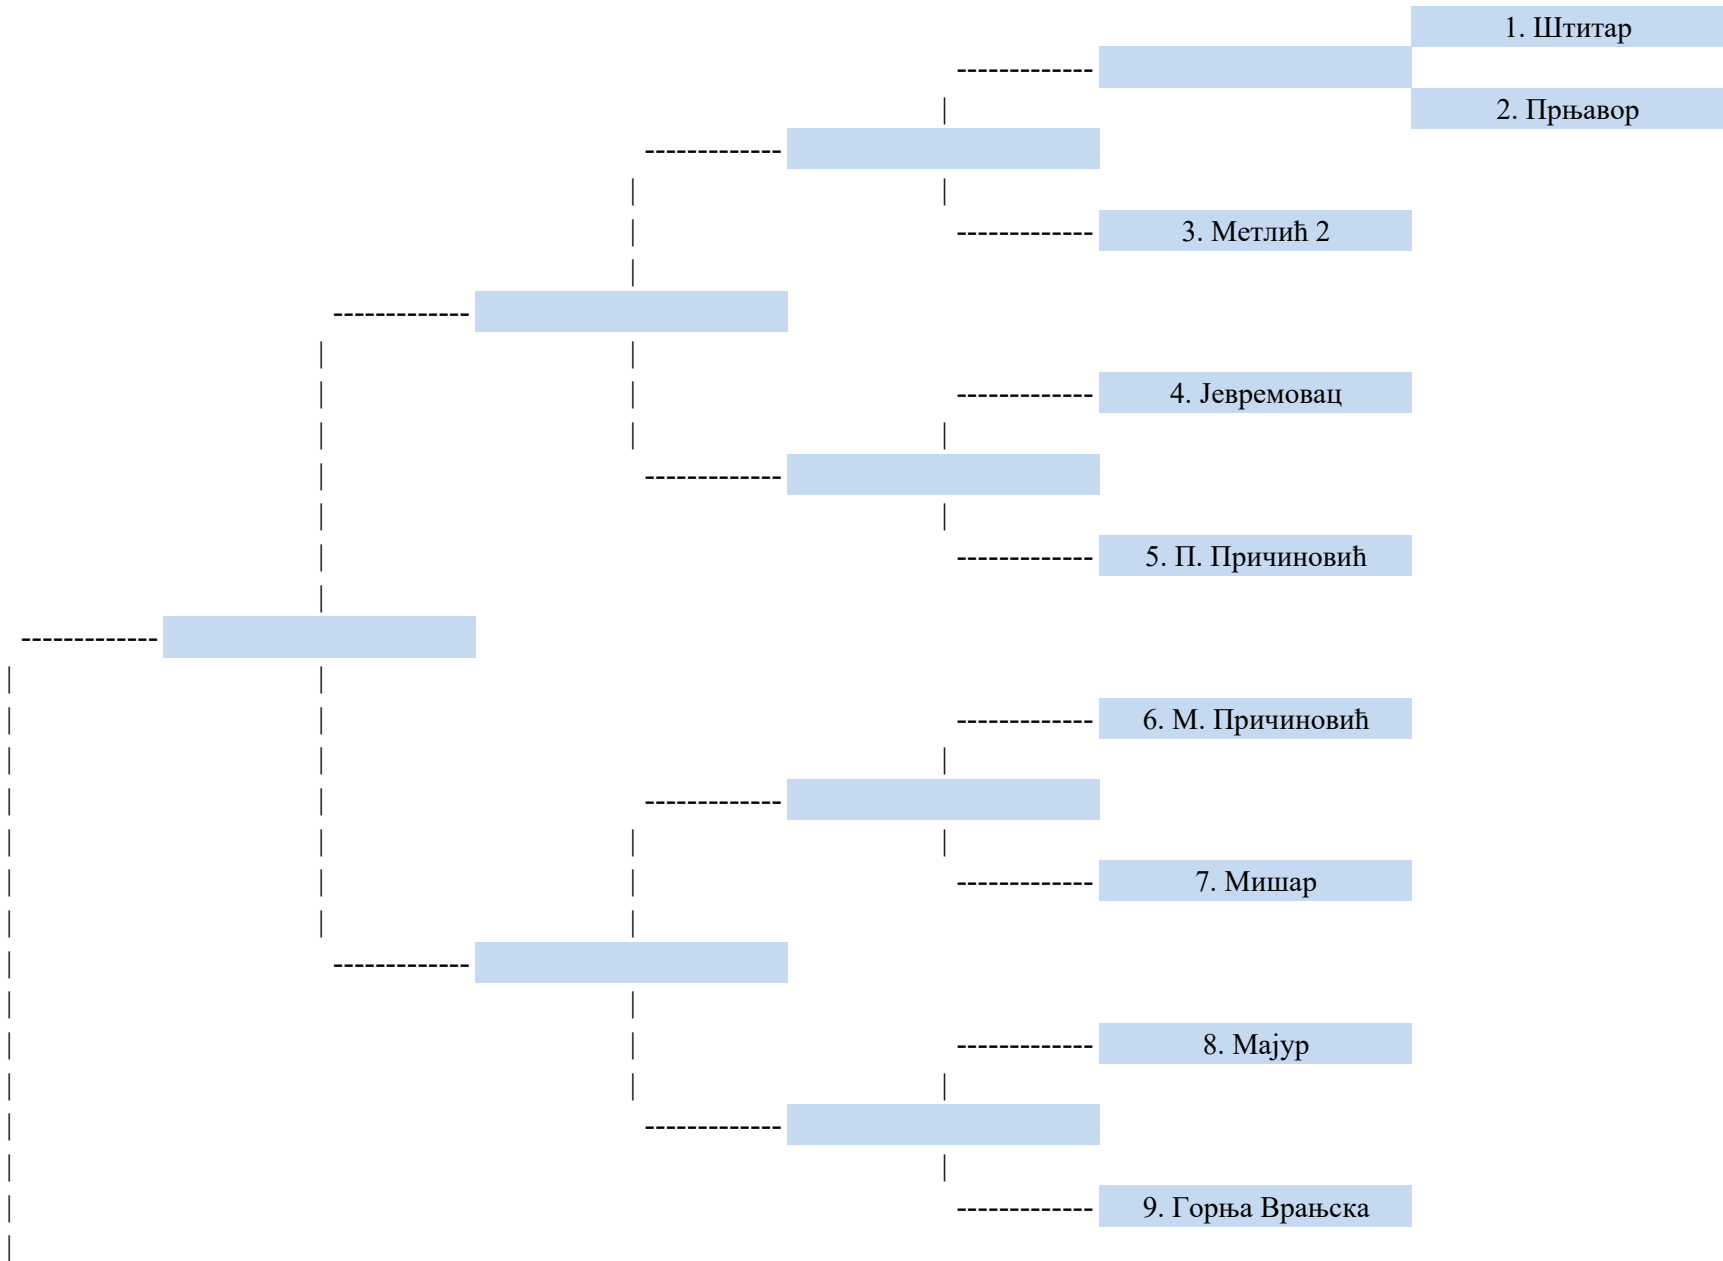 1. Штитар
2. Прњавор
3. Метлић 2
4. Јевремовац
5. П. Причиновић
6. М. Причиновић
7. Мишар
8. Мајур
9. Горња Врањска